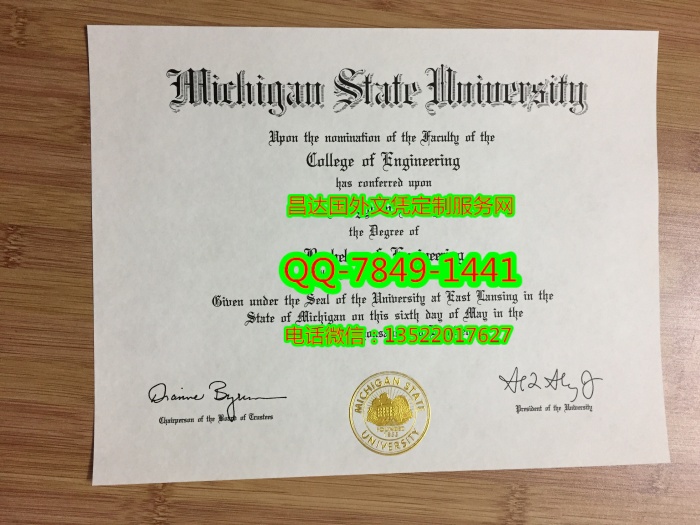 Michigan State University
Upon the nomination of the Faculty of the
College of Engineering
has conferred upon
昌达国外文凭定制服务网
the Degree of
Bachelor of Engineering
QQ-7849-1441
Given under the Seal of the University at East Lansing in the
State of Michigan on this sixth day of May in the
电话微信：13522017627
Chairperson of the Board of Trustees
MICHIGAN STATE
UNIVERSITY
President of the University